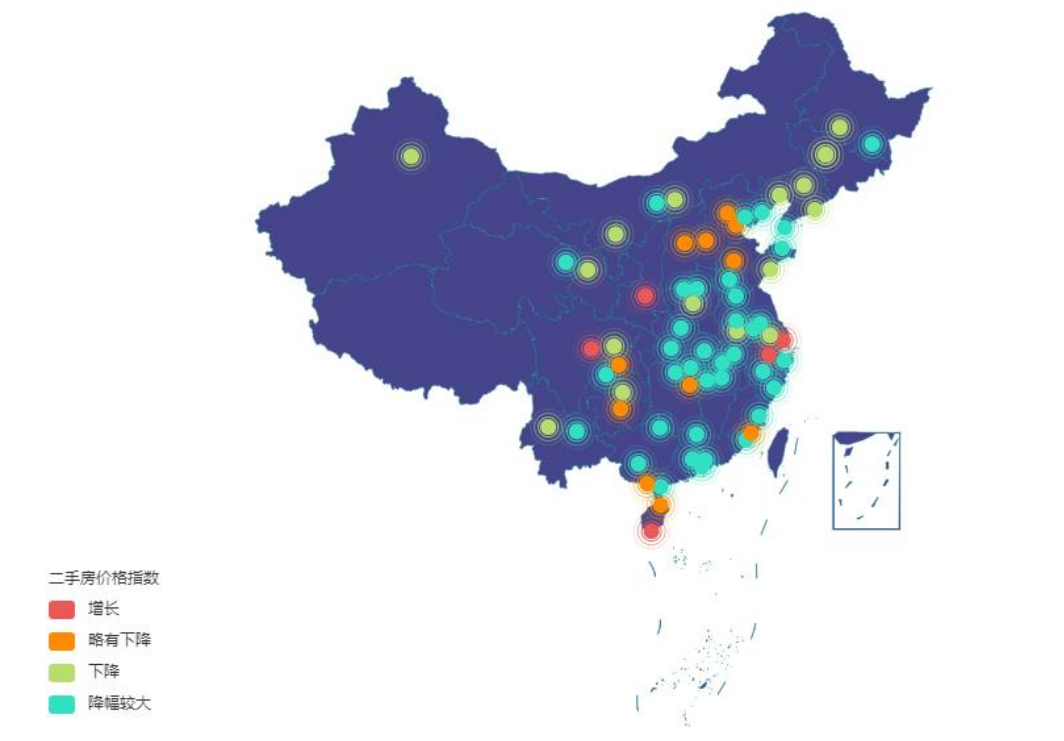 二手房价格指数
增长
略有下降
下降
降幅较大